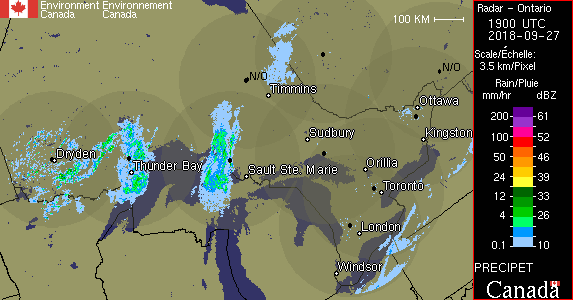 Environment Environnement
Canada Canada
100 KM
N/O
N/O
Timmins
Ottawa
Sudbury
Kingston
Dryden
Thunder Bay
Sault Ste. Marie
Orillia
Toronto
London
Windsor
Radar - Ontario
1900 UTC
2018-09-27
Scale/Échelle:
3.5 km/Pixel
Rain/Pluie
mm/hr dBZ
200 61
100 52
50 46
24 39
12 33
4 26
0.1 10
PRECIPET
Canada